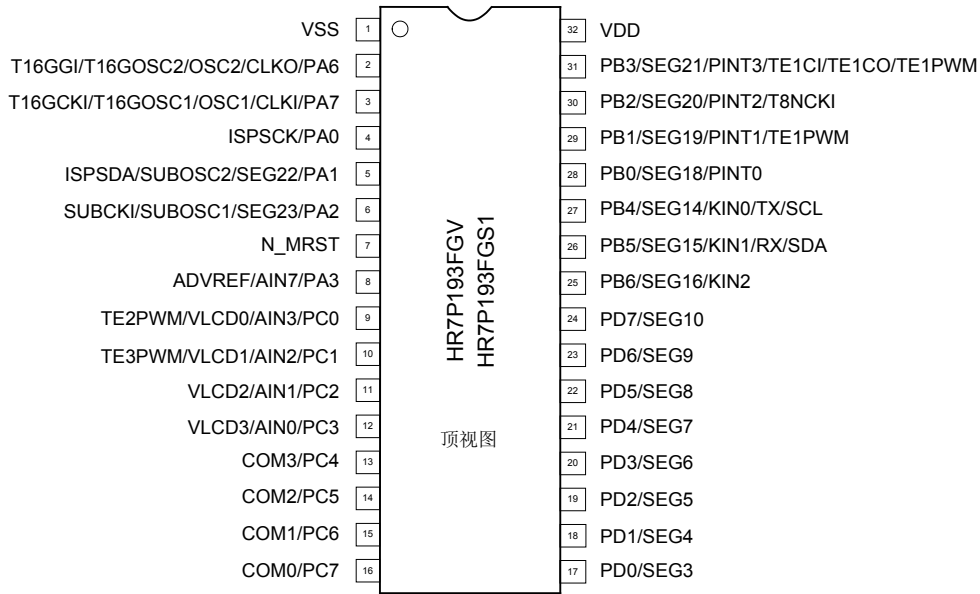 VSS 1 32 VDD
T16GGI/T16GOSC2/OSC2/CLKO/PA6 2 31 PB3/SEG21/PINT3/TE1CI/TE1CO/TE1PWM
T16GCKI/T16GOSC1/OSC1/CLKI/PA7 3 30 PB2/SEG20/PINT2/T8NCKI
ISPSCK/PA0 4 29 PB1/SEG19/PINT1/TE1PWM
ISPSDA/SUBOSC2/SEG22/PA1 5 28 PB0/SEG18/PINT0
SUBCKI/SUBOSC1/SEG23/PA2 6 27 PB4/SEG14/KIN0/TX/SCL
N_MRST 7 26 PB5/SEG15/KIN1/RX/SDA
ADVREF/AIN7/PA3 8 25 PB6/SEG16/KIN2
TE2PWM/VLCD0/AIN3/PC0 9 24 PD7/SEG10
TE3PWM/VLCD1/AIN2/PC1 10 23 PD6/SEG9
VLCD2/AIN1/PC2 11 22 PD5/SEG8
VLCD3/AIN0/PC3 12 21 PD4/SEG7
COM3/PC4 13 20 PD3/SEG6
COM2/PC5 14 19 PD2/SEG5
COM1/PC6 15 18 PD1/SEG4
COM0/PC7 16 17 PD0/SEG3
HR7P193FGV
HR7P193FGS1
顶视图